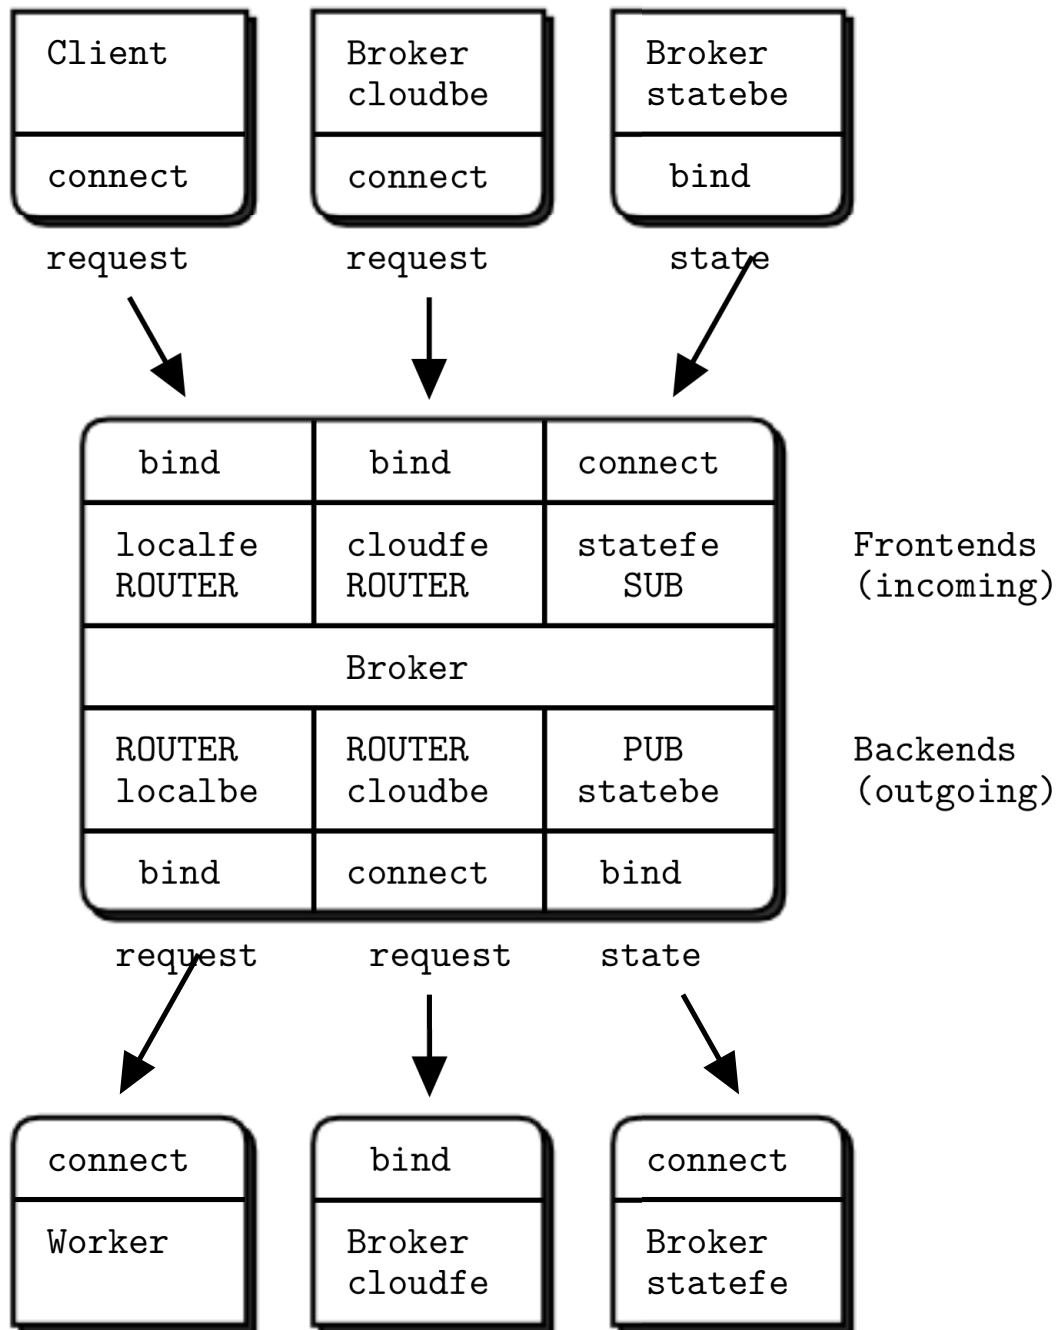 Client
connect
request
Broker
cloudbe
connect
request
Broker
statebe
bind
state
bind
bind
connect
localfe
ROUTER
cloudfe
ROUTER
statefe
SUB
Frontends
(incoming)
Broker
ROUTER
localbe
ROUTER
cloudbe
PUB
statebe
Backends
(outgoing)
bind
connect
bind
request
request
state
connect
Worker
bind
Broker
cloudfe
connect
Broker
statefe